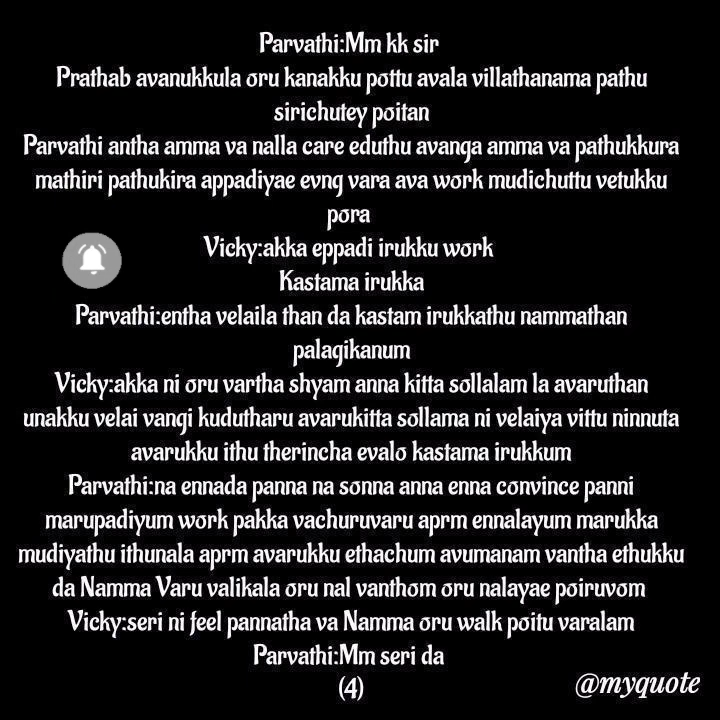 Parvathi:Mm kk sir
Prathab avanukkula oru kanakku pottu avala villathanama pathu
sirichutey poitan
Parvathi antha amma va nalla care eduthu avanga amma va pathukkura
mathiri pathukira appadiyae evng vara ava work mudichuttu vetukku
pora
Vicky:akka eppadi irukku work
Kastama irukka
Parvathi:entha velaila than da kastam irukkathu nammathan
palagikanum
Vicky:akka ni oru vartha shyam anna kitta sollalam la avaruthan
unakku velai vangi kudutharu avarukitta sollama ni velaiya vittu ninnuta
avarukku ithu therincha evalo kastama irukkum
Parvathi:na ennada panna na sonna anna enna convince panni
marupadiyum work pakka vachuruvaru aprm ennalayum marukka
mudiyathu ithunala aprm avarukku ethachum avumanam vantha ethukku
da Namma Varu valikala oru nal vanthom oru nalayae poiruvom
Vicky:seri ni feel pannatha va Namma oru walk poitu varalam
Parvathi:Mm seri da
(4)
@myquote